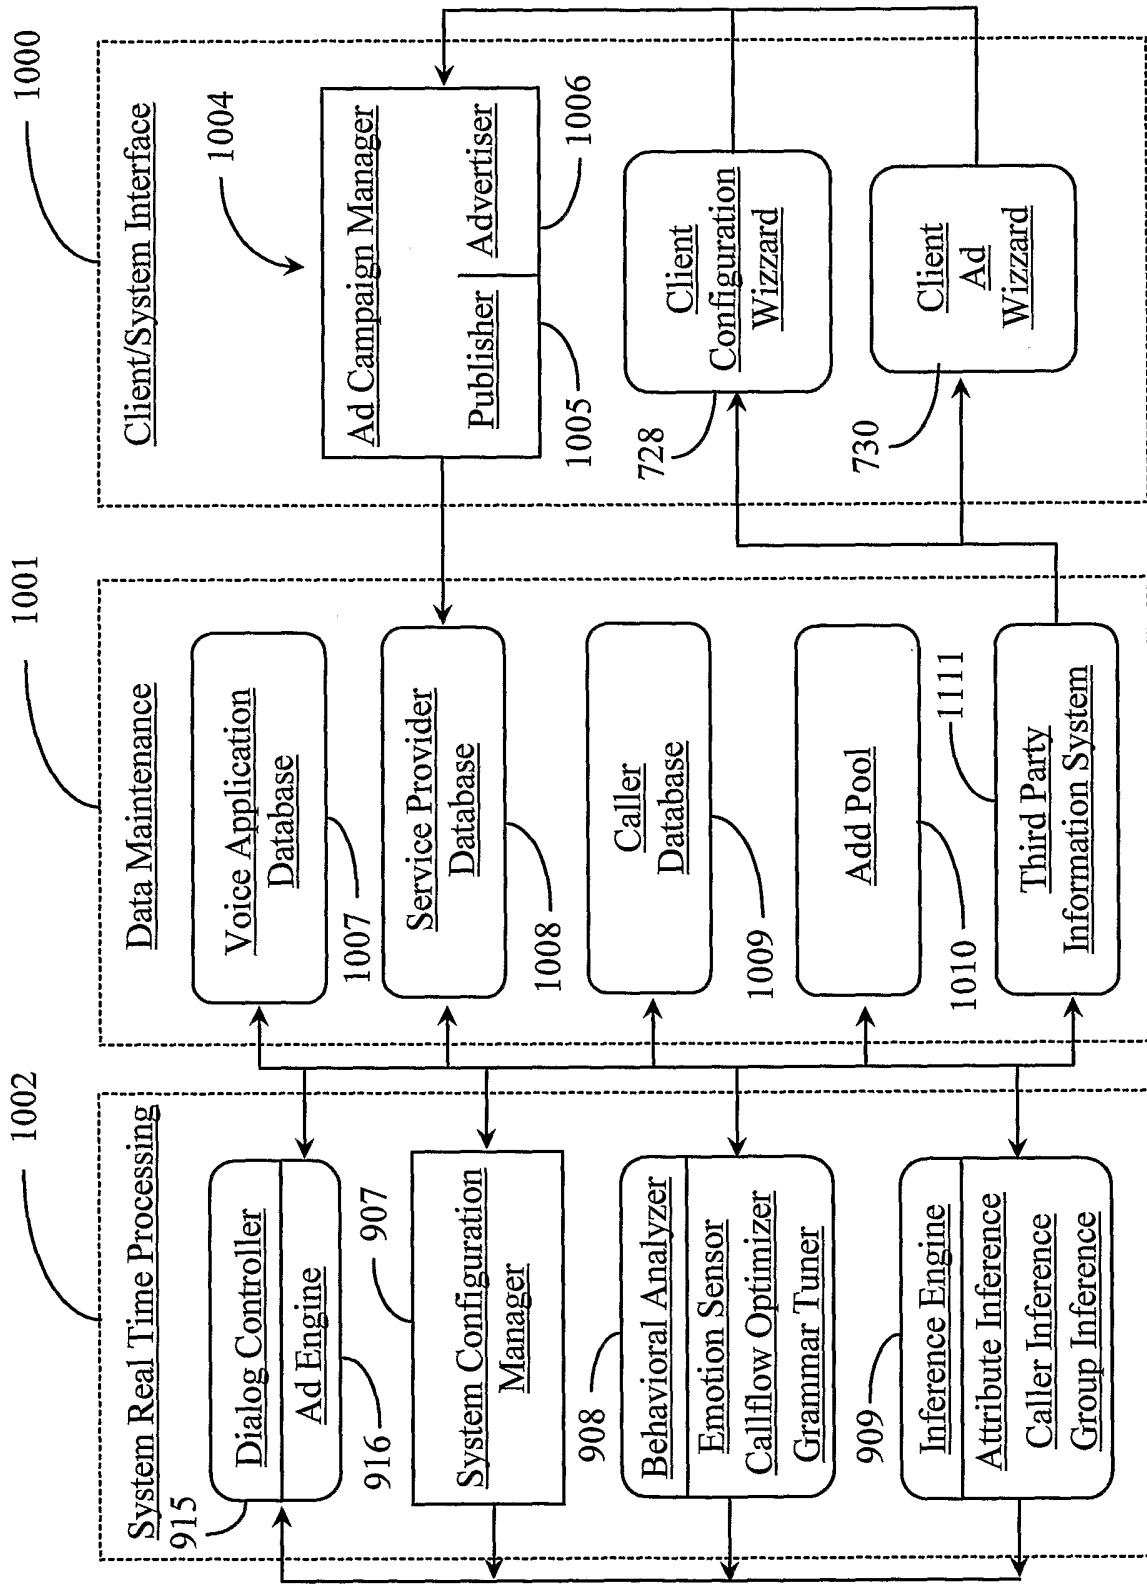 1002
System Real Time Processing
915
Dialog Controller
Ad Engine
916
907
System Configuration
Manager
908
Behavioral Analyzer
Emotion Sensor
Callflow Optimizer
Grammar Tuner
909
Inference Engine
Attribute Inference
Caller Inference
Group Inference
1001
Data Maintenance
Voice Application
Database
1007
Service Provider
Database
1008
Caller
Database
1009
Add Pool
1010
1111
Third Party
Information System
1000
Client/System Interface
1004
Ad Campaign Manager
Publisher
Advertiser
1005
1006
Client
Configuration
Wizzard
728
Client
Ad
Wizzard
730